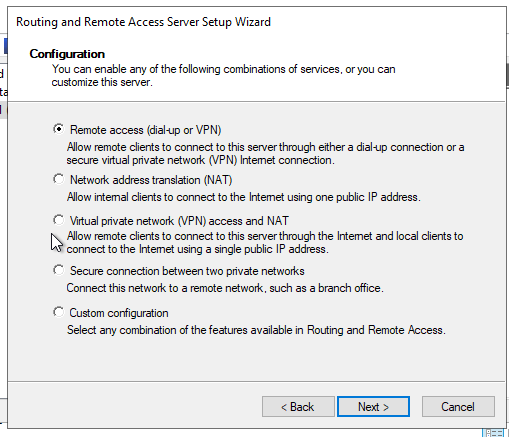 Routing and Remote Access Server Setup Wizard
Configuration
You can enable any of the following combinations of services, or you can
customize this server.
Remote access (dial-up or VPN)
Allow remote clients to connect to this server through either a dial-up connection or a
secure virtual private network (VPN) Internet connection.
Network address translation (NAT)
Allow internal clients to connect to the Internet using one public IP address.
Virtual private network (VPN) access and NAT
Allow remote clients to connect to this server through the Internet and local clients to
connect to the Internet using a single public IP address.
Secure connection between two private networks
Connect this network to a remote network, such as a branch office.
Custom configuration
Select any combination of the features available in Routing and Remote Access.
< Back
Next >
Cancel